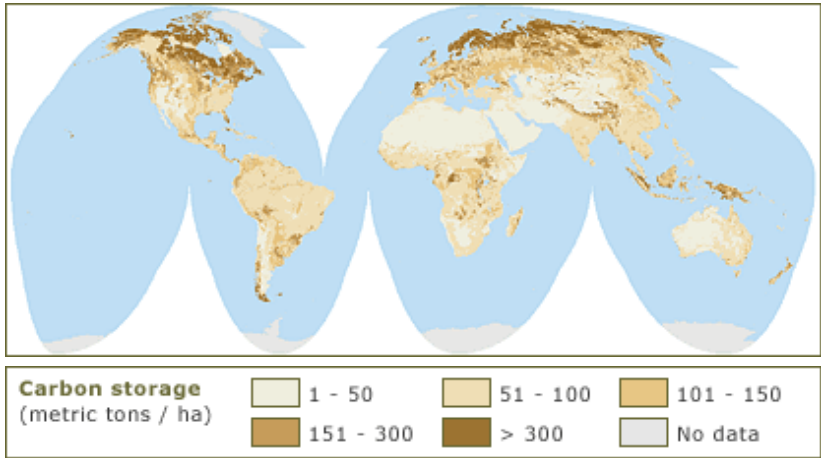 Carbon storage
(metric tons / ha)
1 - 50
51 - 100
101 - 150
151 - 300
> 300
No data